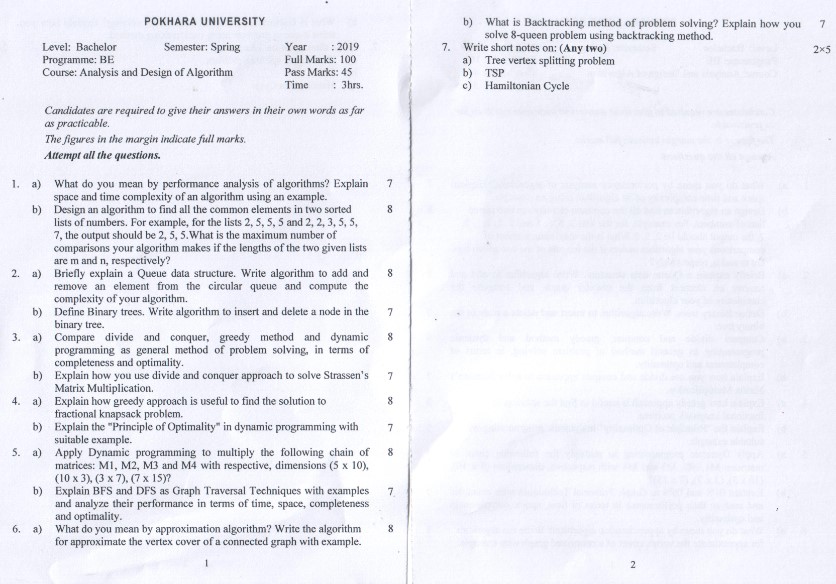 POKHARA UNIVERSITY
Level: Bachelor Semester: Spring Year : 2019
Programme: BE Full Marks: 100
Course: Analysis and Design of Algorithm Pass Marks: 45
Time : 3hrs.
Candidates are required to give their answers in their own words as far
as practicable.
The figures in the margin indicate full marks.
Attempt all the questions.
1. a) What do you mean by performance analysis of algorithms? Explain 7
space and time complexity of an algorithm using an example.
b) Design an algorithm to find all the common elements in two sorted 8
lists of numbers. For example, for the lists 2, 5, 5, 5 and 2, 2, 3, 5, 5,
7, the output should be 2, 5, 5.What is the maximum number of
comparisons your algorithm makes if the lengths of the two given lists
are m and n, respectively?
2. a) Briefly explain a Queue data structure. Write algorithm to add and 8
remove an element from the circular queue and compute the
complexity of your algorithm.
b) Define Binary trees. Write algorithm to insert and delete a node in the 7
binary tree.
3. a) Compare divide and conquer, greedy method and dynamic 8
programming as general method of problem solving, in terms of
completeness and optimality.
b) Explain how you use divide and conquer approach to solve Strassen's 7
Matrix Multiplication.
4. a) Explain how greedy approach is useful to find the solution to 8
fractional knapsack problem.
b) Explain the "Principle of Optimality" in dynamic programming with 7
suitable example.
5. a) Apply Dynamic programming to multiply the following chain of 8
matrices: M1, M2, M3 and M4 with respective, dimensions (5 x 10),
(10 x 3), (3 x 7), (7 x 15)?
b) Explain BFS and DFS as Graph Traversal Techniques with examples 7
and analyze their performance in terms of time, space, completeness
and optimality.
6. a) What do you mean by approximation algorithm? Write the algorithm 8
for approximate the vertex cover of a connected graph with example.
1
b) What is Backtracking method of problem solving? Explain how you 7
solve 8-queen problem using backtracking method.
7. Write short notes on: (Any two) 2×5
a) Tree vertex splitting problem
b) TSP
c) Hamiltonian Cycle
2